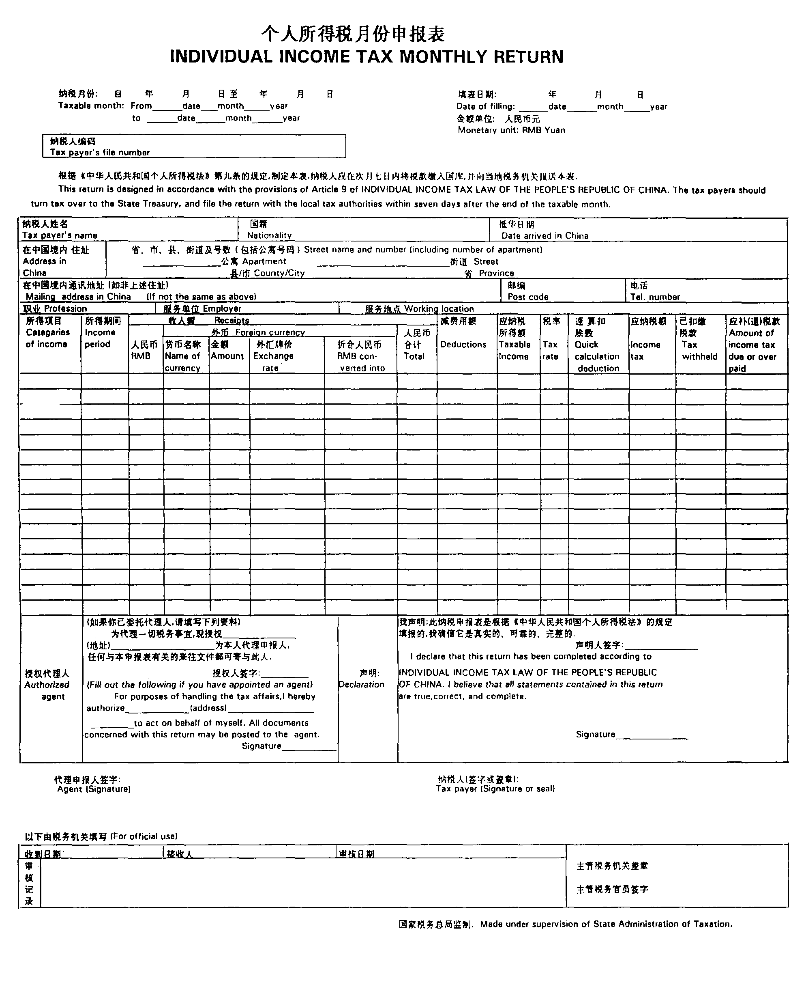 个人所得税月份申报表
INDIVIDUAL INCOME TAX MONTHLY RETURN
纳税月份: 自 年 月 日 至 年 月 日
Taxable month: From______date___month_____year
to ______date______month______year
填表日期: 年 月 日
Date of filling: ______date______month_____year
金额单位: 人民币元
Monetary unit: RMB Yuan
纳税人编码
Tax payer's file number
根据《中华人民共和国个人所得税法》第九条的规定,制定本表.纳税人应在次月七日内将税款缴入国库,并向当地税务机关报送本表.
This return is designed in accordance with the provisions of Article 9 of INDIVIDUAL INCOME TAX LAW OF THE PEOPLE'S REPUBLIC OF CHINA. The tax payers should
turn tax over to the State Treasury, and file the return with the local tax authorities within seven days after the end of the taxable month.
纳税人姓名 国籍 抵华日期
Tax payer's name Nationality Date arrived in China
在中国境内 住址 省、市、县、街道及号数(包括公寓号码) Street name and number (including number of apartment)
Address in ________________公寓 Apartment ________________街道 Street
China 县/市 County/City 省 Province
在中国境内通讯地址 (如非上述住址) 邮编 电话
Mailing address in China (If not the same as above) Post code Tel. number
职业 Profession 服务单位 Employer 服务地点 Working location
所得项目
Categaries
of income
所得期间
Income
period
收人额 Receipts
人民币
RMB
外币 Foreign currency
货币名称
Name of
currency
金额
Amount
外汇牌价
Exchange
rate
折合人民币
RMB con-
verted into
人民币
合计
Total
减费用额
Deductions
应纳税
所得额
Taxable
Income
税率
Tax
rate
速 算扣
除数
Quick
calculation
deduction
应纳税额
Income
tax
已扣缴
税款
Tax
withheld
应补(退)税款
Amount of
income tax
due or over
paid
授权代理人
Authorized
agent
(如果你已委托代理人,请填写下列资料)
为代理一切税务事宜,现授权______________
(地址)____________________为本人代理申报人,
任何与本申报表有关的来往文件都可寄与此人.
授权人签字:_________
(Fill out the following if you have appointed an agent)
For purposes of handling the tax affairs,I hereby
authorize____________(address)________________
________to act on behalf of myself. All documents
concerned with this return may be posted to the agent.
Signature__________
声明:
Declaration
我声明:此纳税申报表是根据《中华人民共和国个人所得税法》的规定
填报的,我确信它是真实的、可靠的、完整的.
声明人签字:______________
I declare that this return has been completed according to
INDIVIDUAL INCOME TAX LAW OF THE PEOPLE'S REPUBLIC
OF CHINA. I believe that all statements contained in this return
are true,correct, and complete.
Signature______________
代理申报人签字:
Agent (Signature)
纳税人(签字或盖章):
Tax payer (Signature or seal)
以下由税务机关填写 (For official use)
收到日期 接收人 审核日期
审
核
记
录
主管税务机关盖章
主管税务官员签字
国家税务总局监制. Made under supervision of State Administration of Taxation.